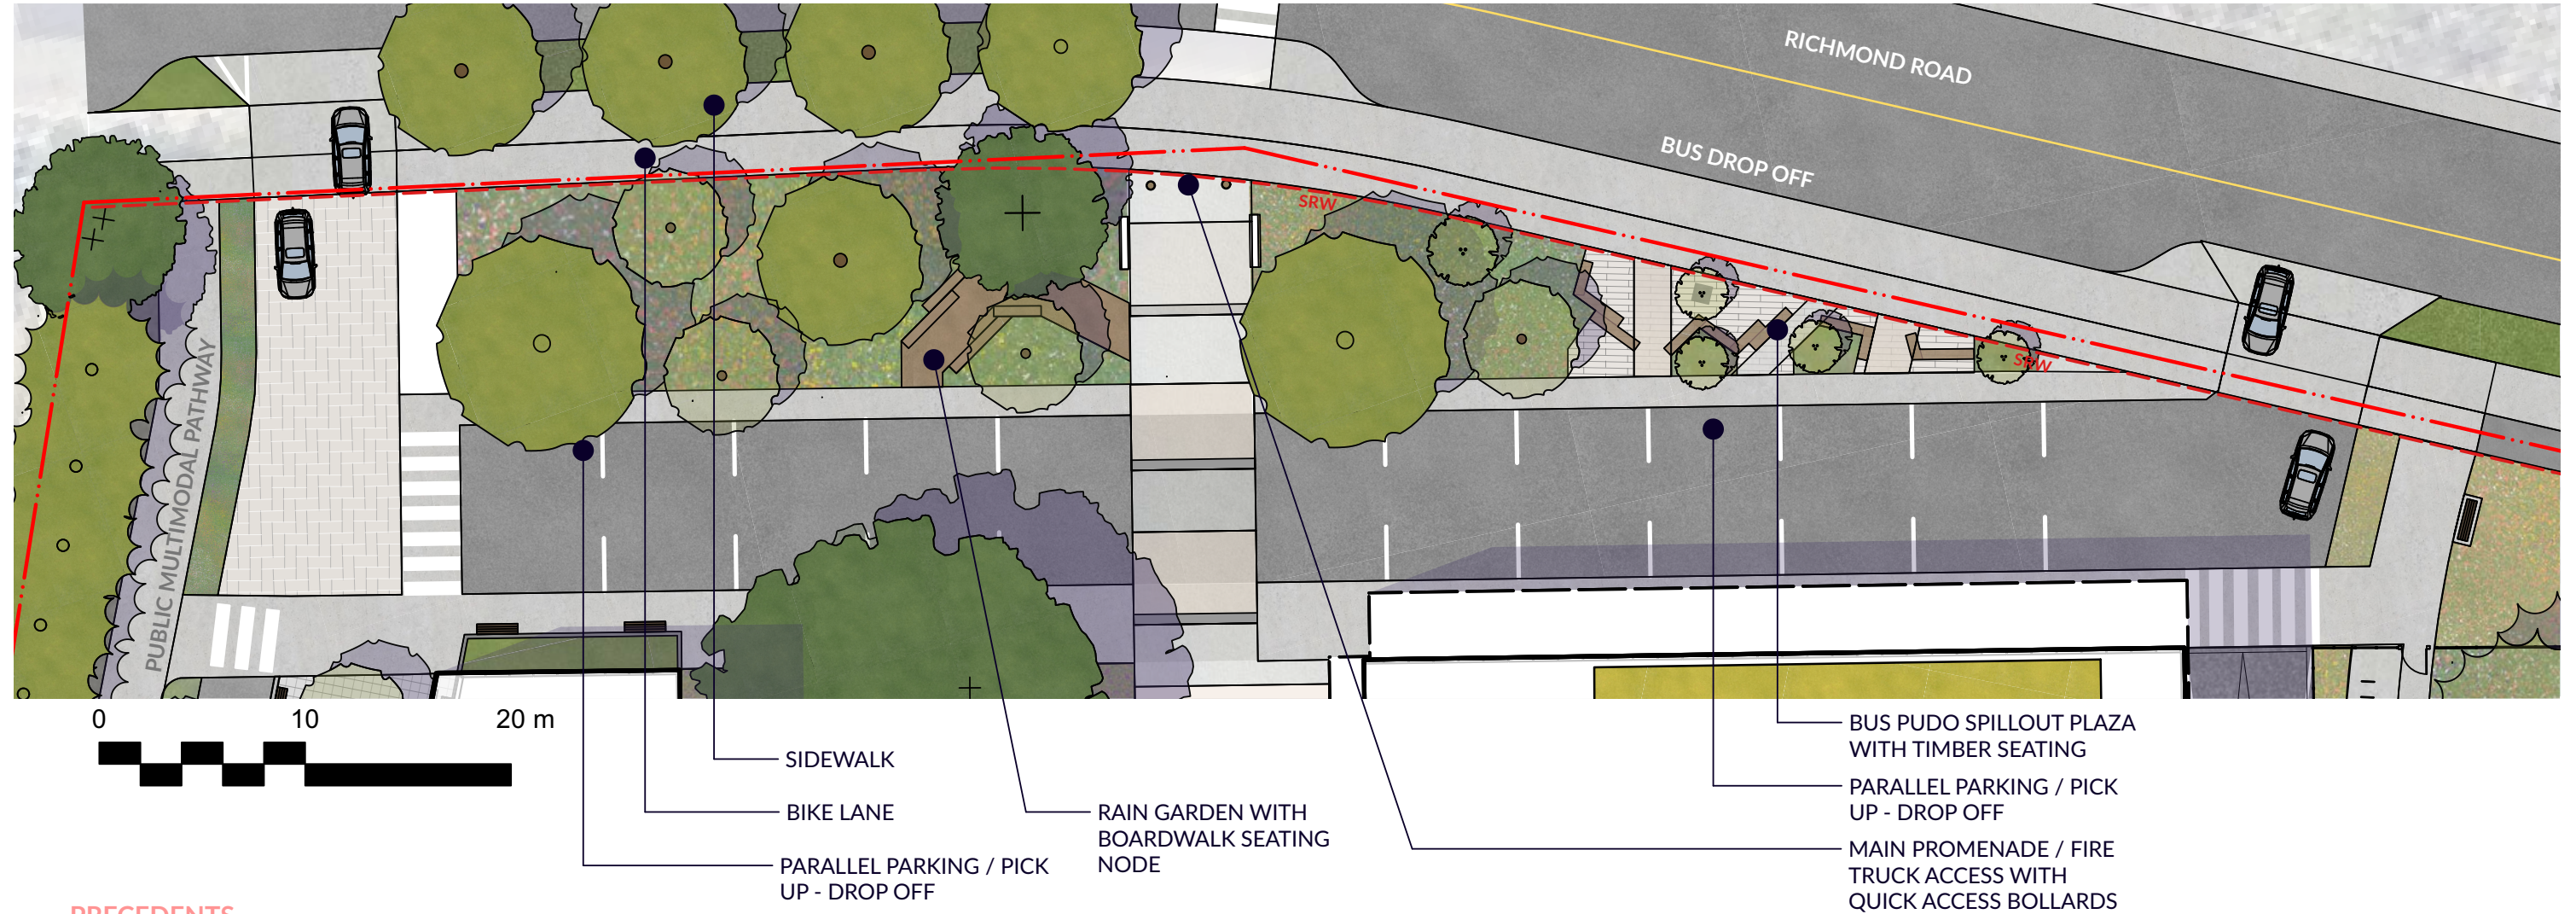 RICHMOND ROAD
BUS DROP OFF
SRW
SRW
PUBLIC MULTIMODAL PATHWAY
0 10 20 m
SIDEWALK
BIKE LANE
PARALLEL PARKING / PICK
UP - DROP OFF
RAIN GARDEN WITH
BOARDWALK SEATING
NODE
BUS PUDO SPILLOUT PLAZA
WITH TIMBER SEATING
PARALLEL PARKING / PICK
UP - DROP OFF
MAIN PROMENADE / FIRE
TRUCK ACCESS WITH
QUICK ACCESS BOLLARDS
PRECEDENTS